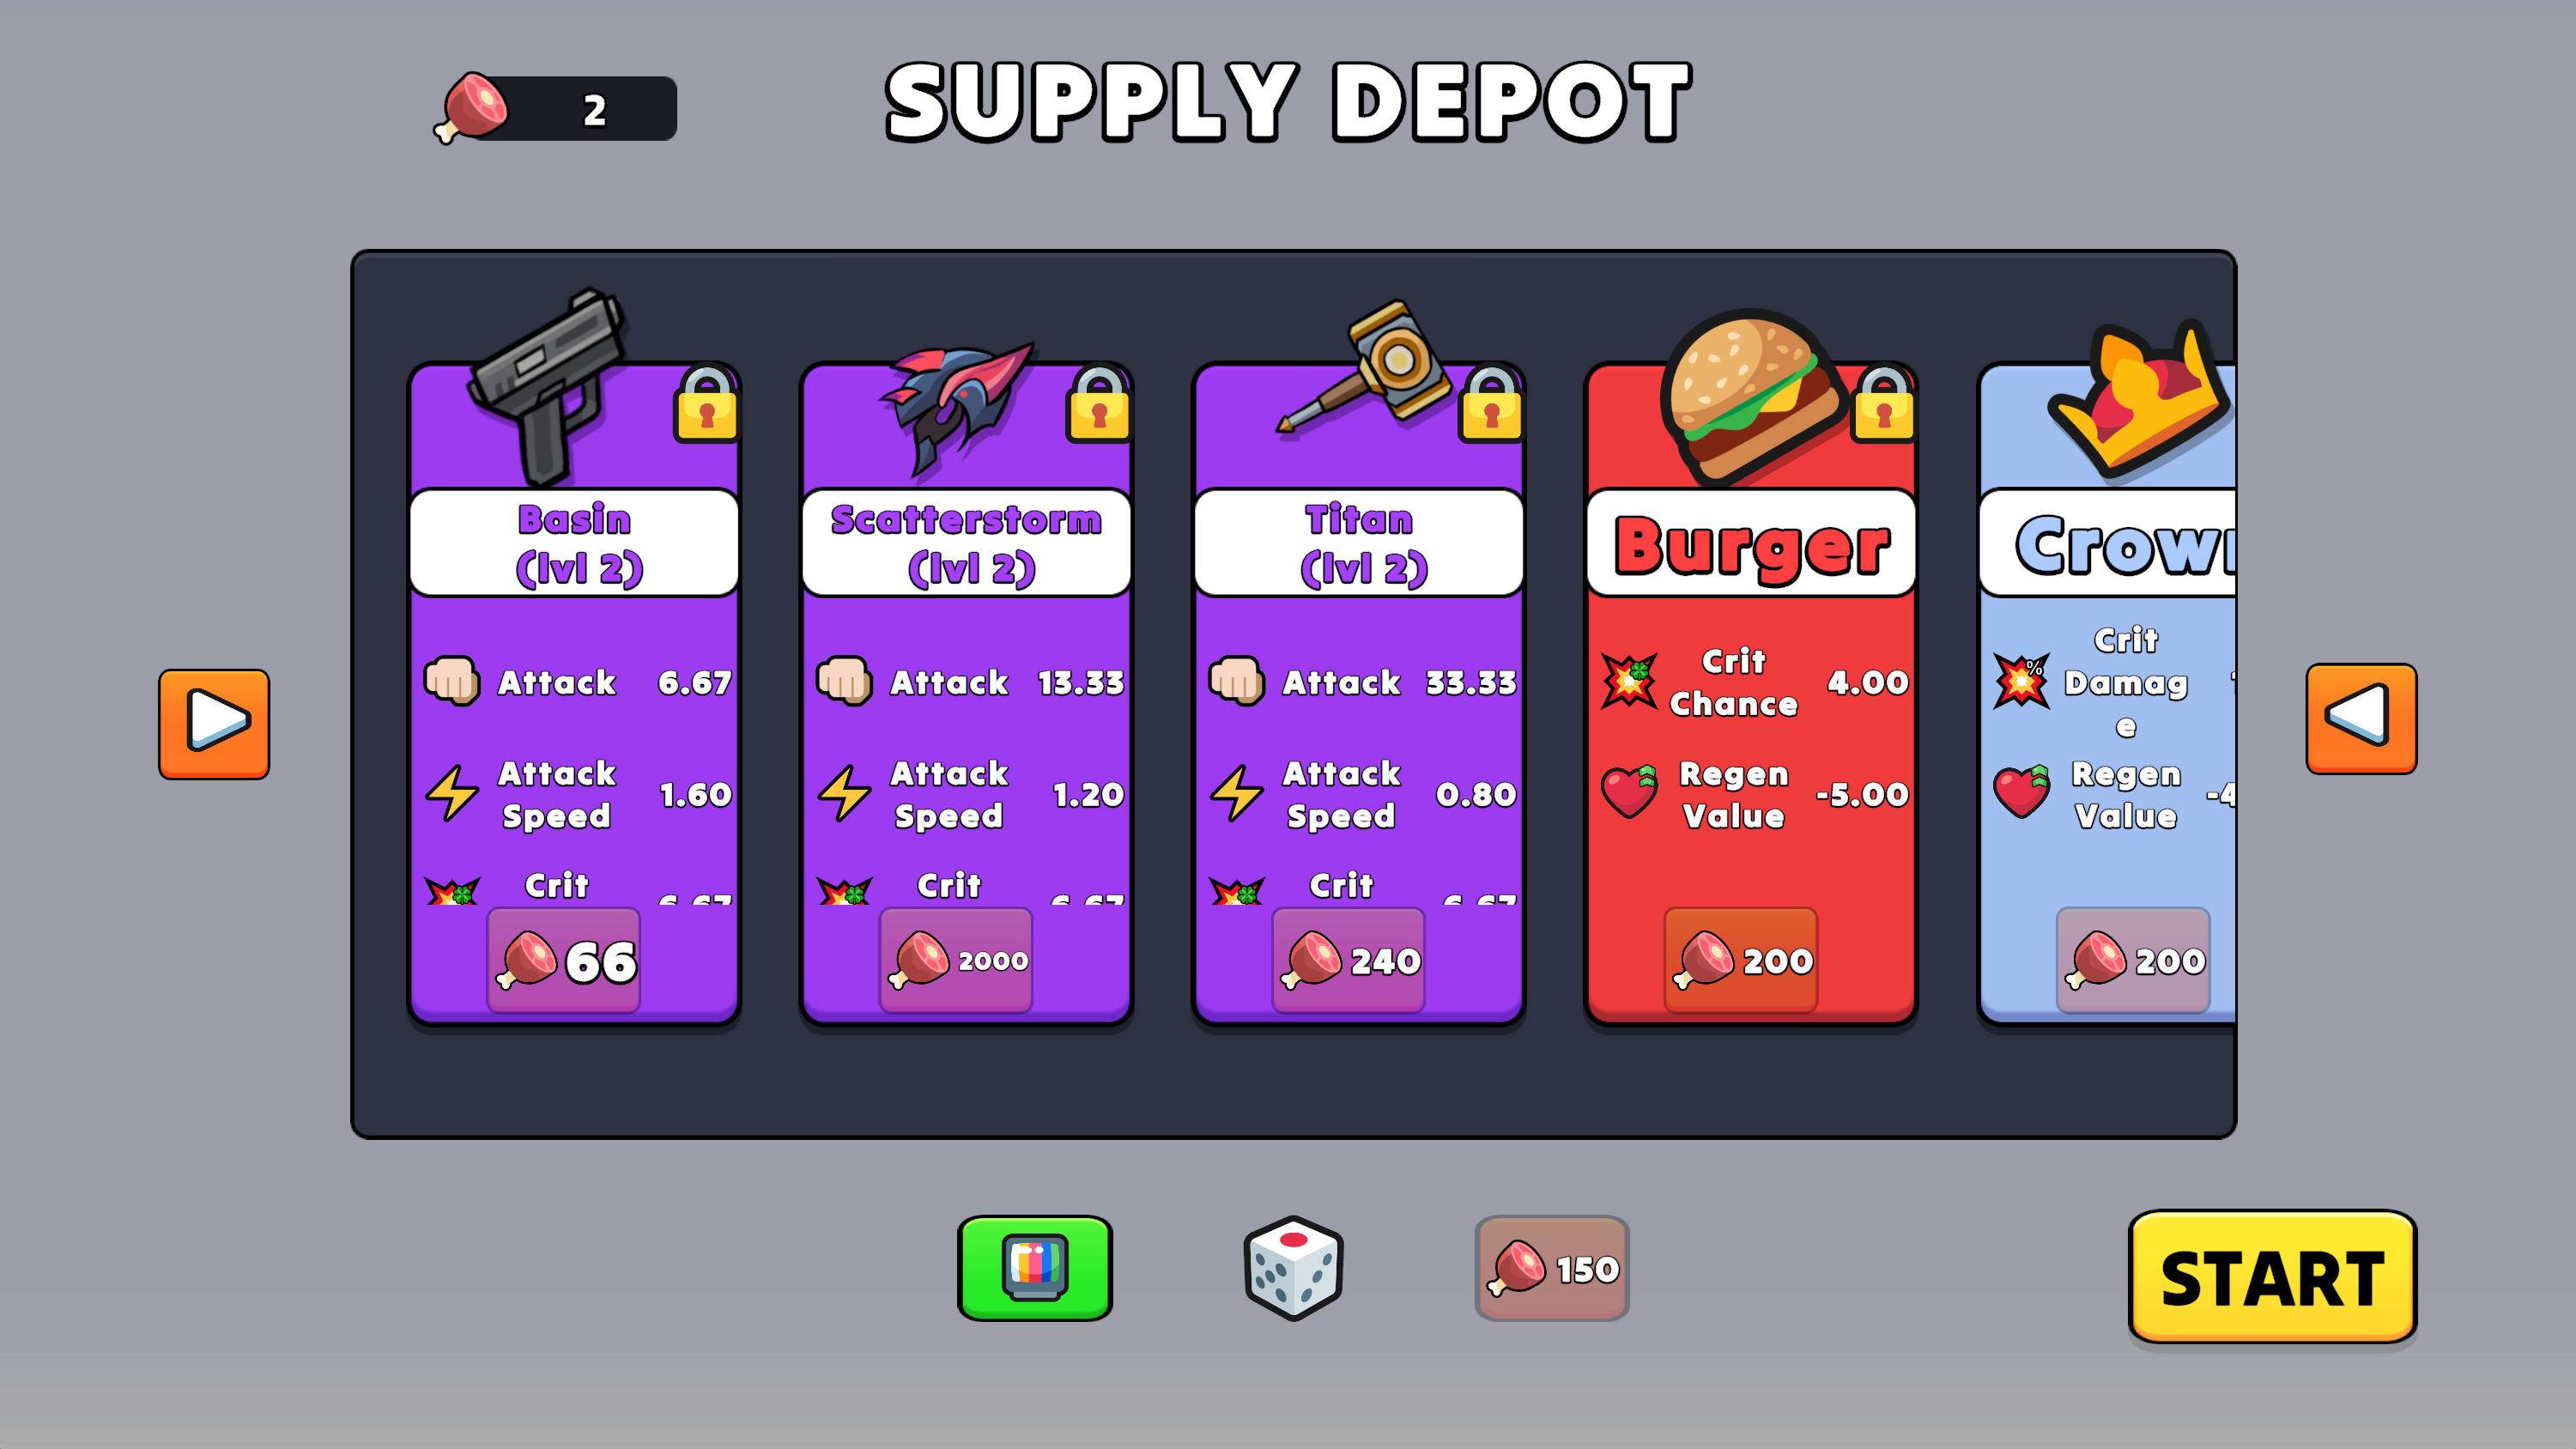 2
SUPPLY DEPOT
Basin
(lvl 2)
Attack 6.67
Attack
Speed
1.60
Crit
66
Scatterstorm
(lvl 2)
Attack 13.33
Attack
Speed
1.20
Crit
2000
Titan
(lvl 2)
Attack 33.33
Attack
Speed
0.80
Crit
240
Burger
Crit
Chance
4.00
Regen
Value
-5.00
200
Crit
Damag
e
%
Regen
Value
200
150
START